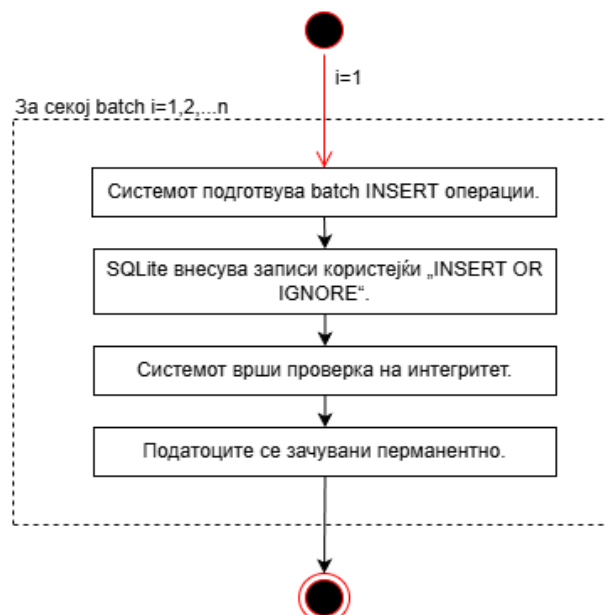 i=1
За секој batch i=1,2,...n
Системот подготвува batch INSERT операции.
SQLite внесува записи користејќи „INSERT OR
IGNORE“.
Системот врши проверка на интегритет.
Податоците се зачувани перманентно.